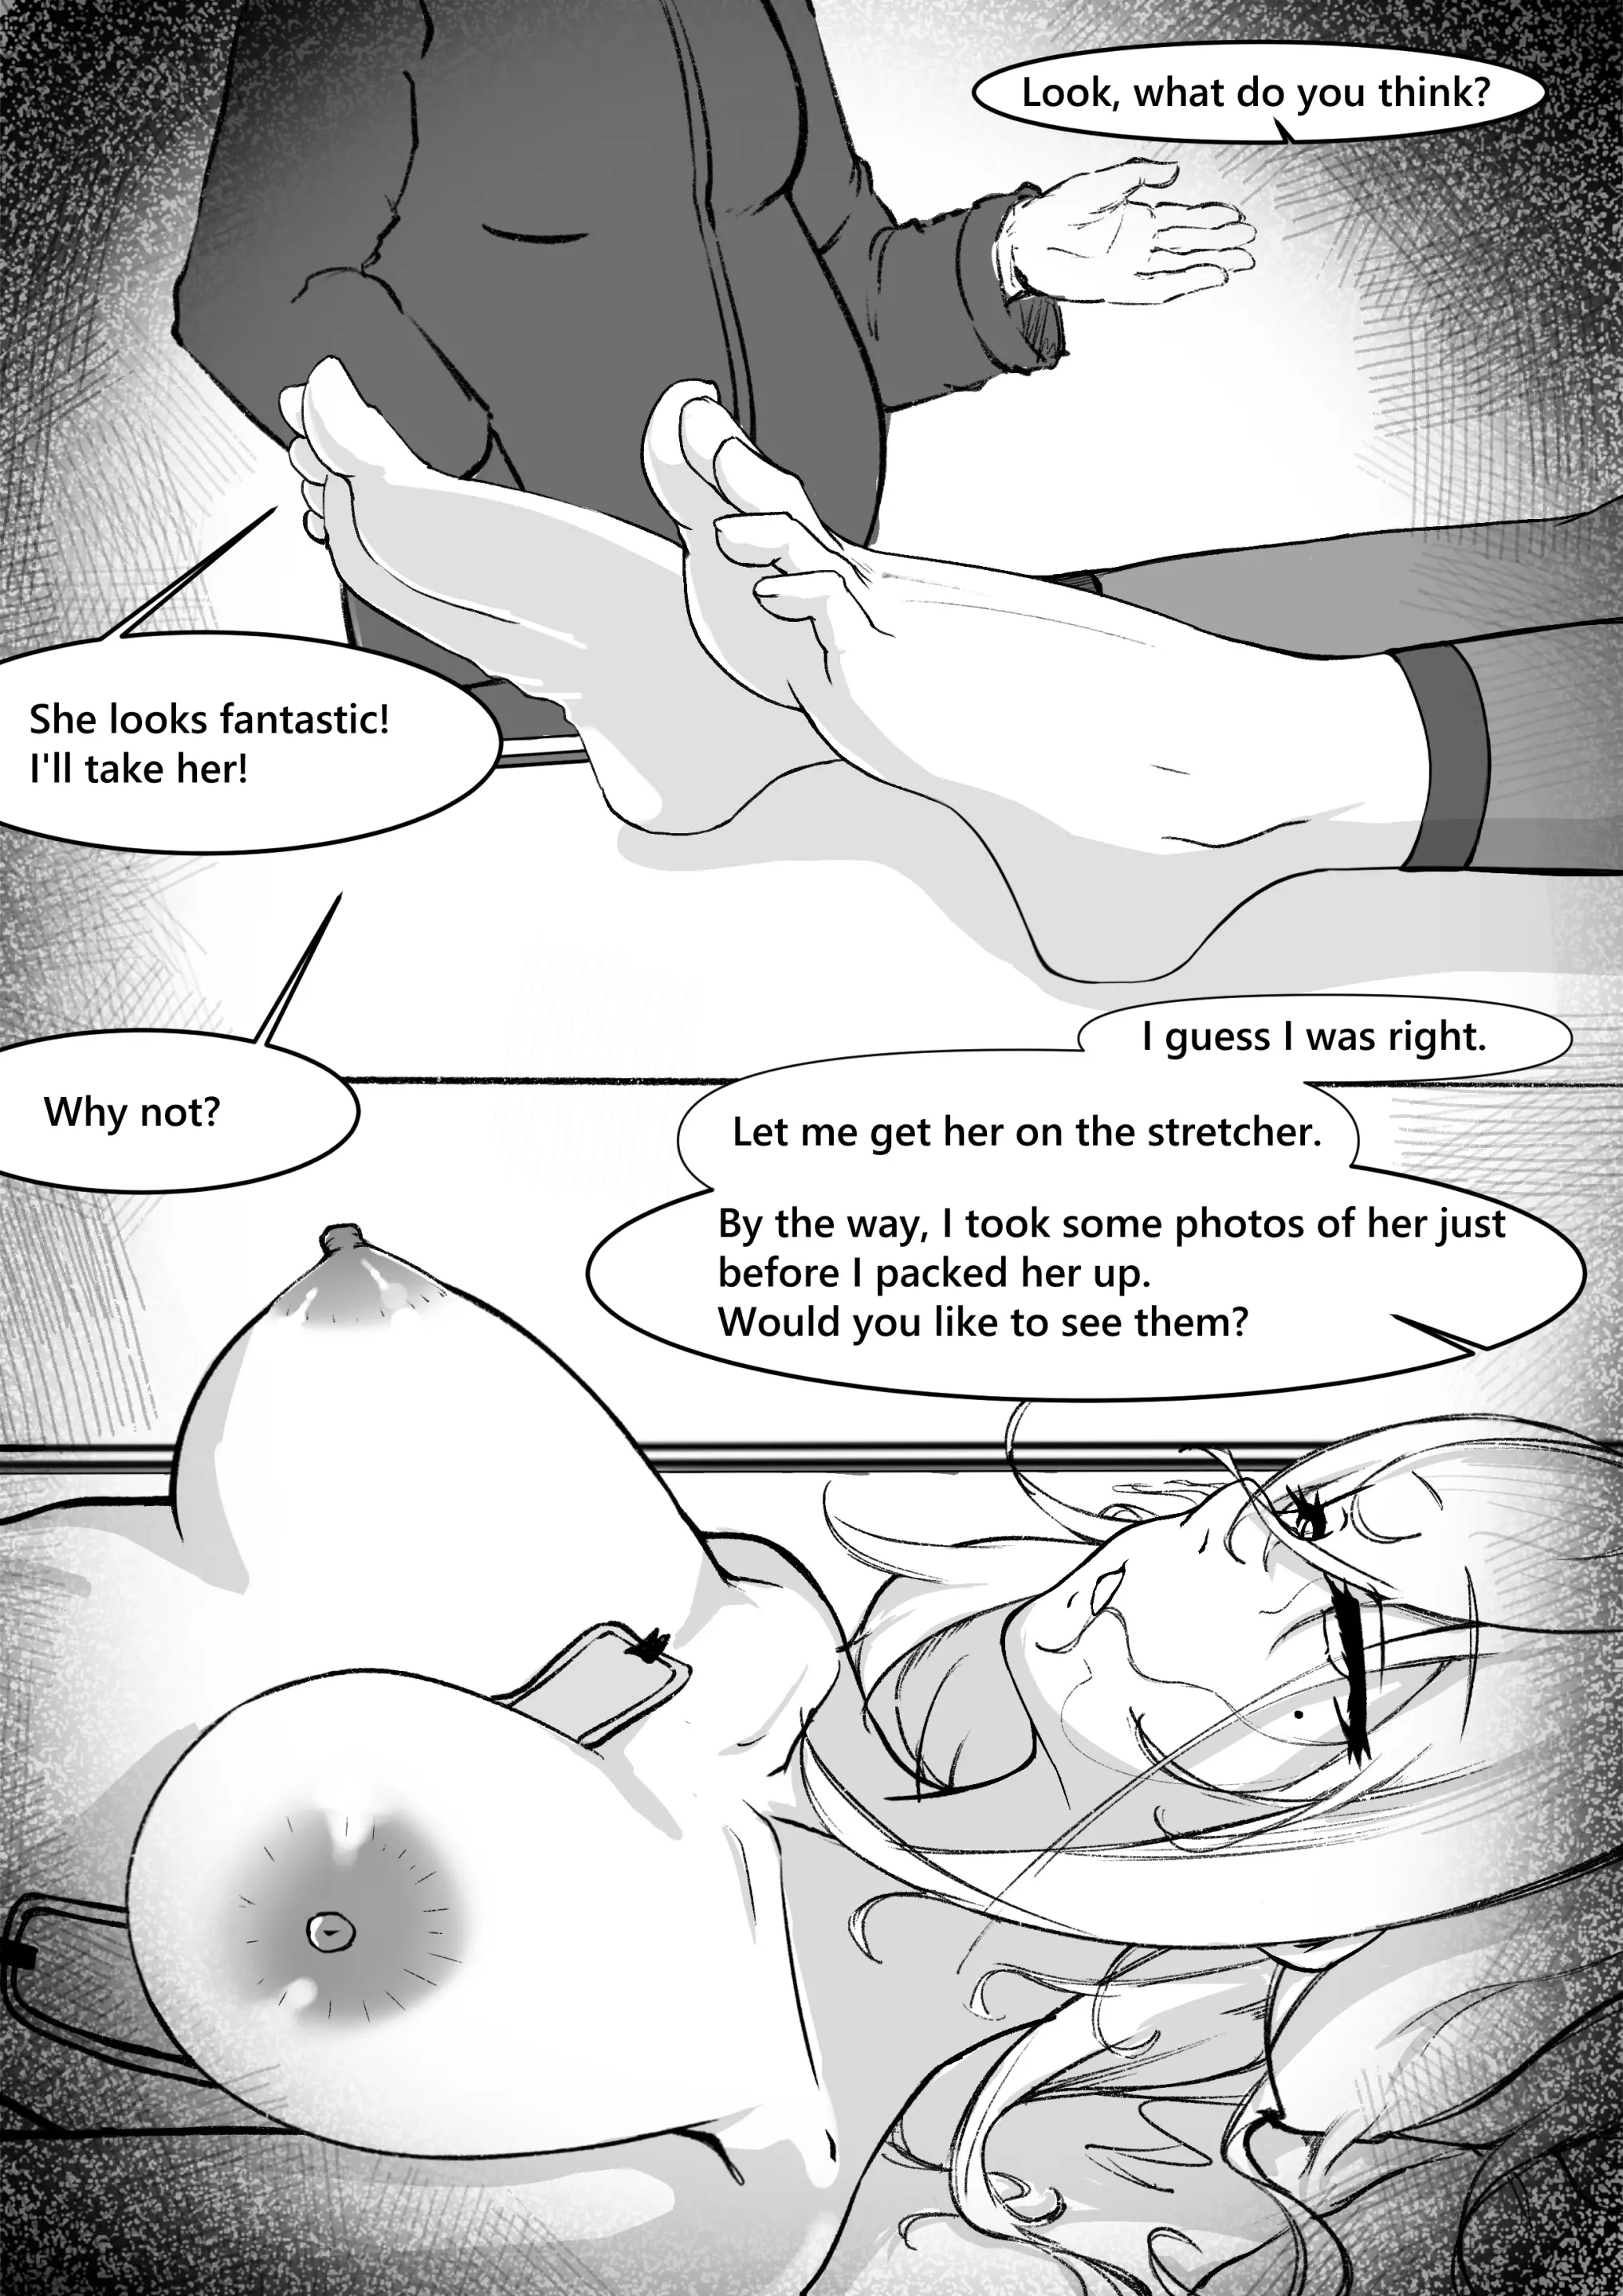 Look, what do you think?
She looks fantastic!
I'll take her!
I guess I was right.
Let me get her on the stretcher.
By the way, I took some photos of her just
before I packed her up.
Would you like to see them?
Why not?